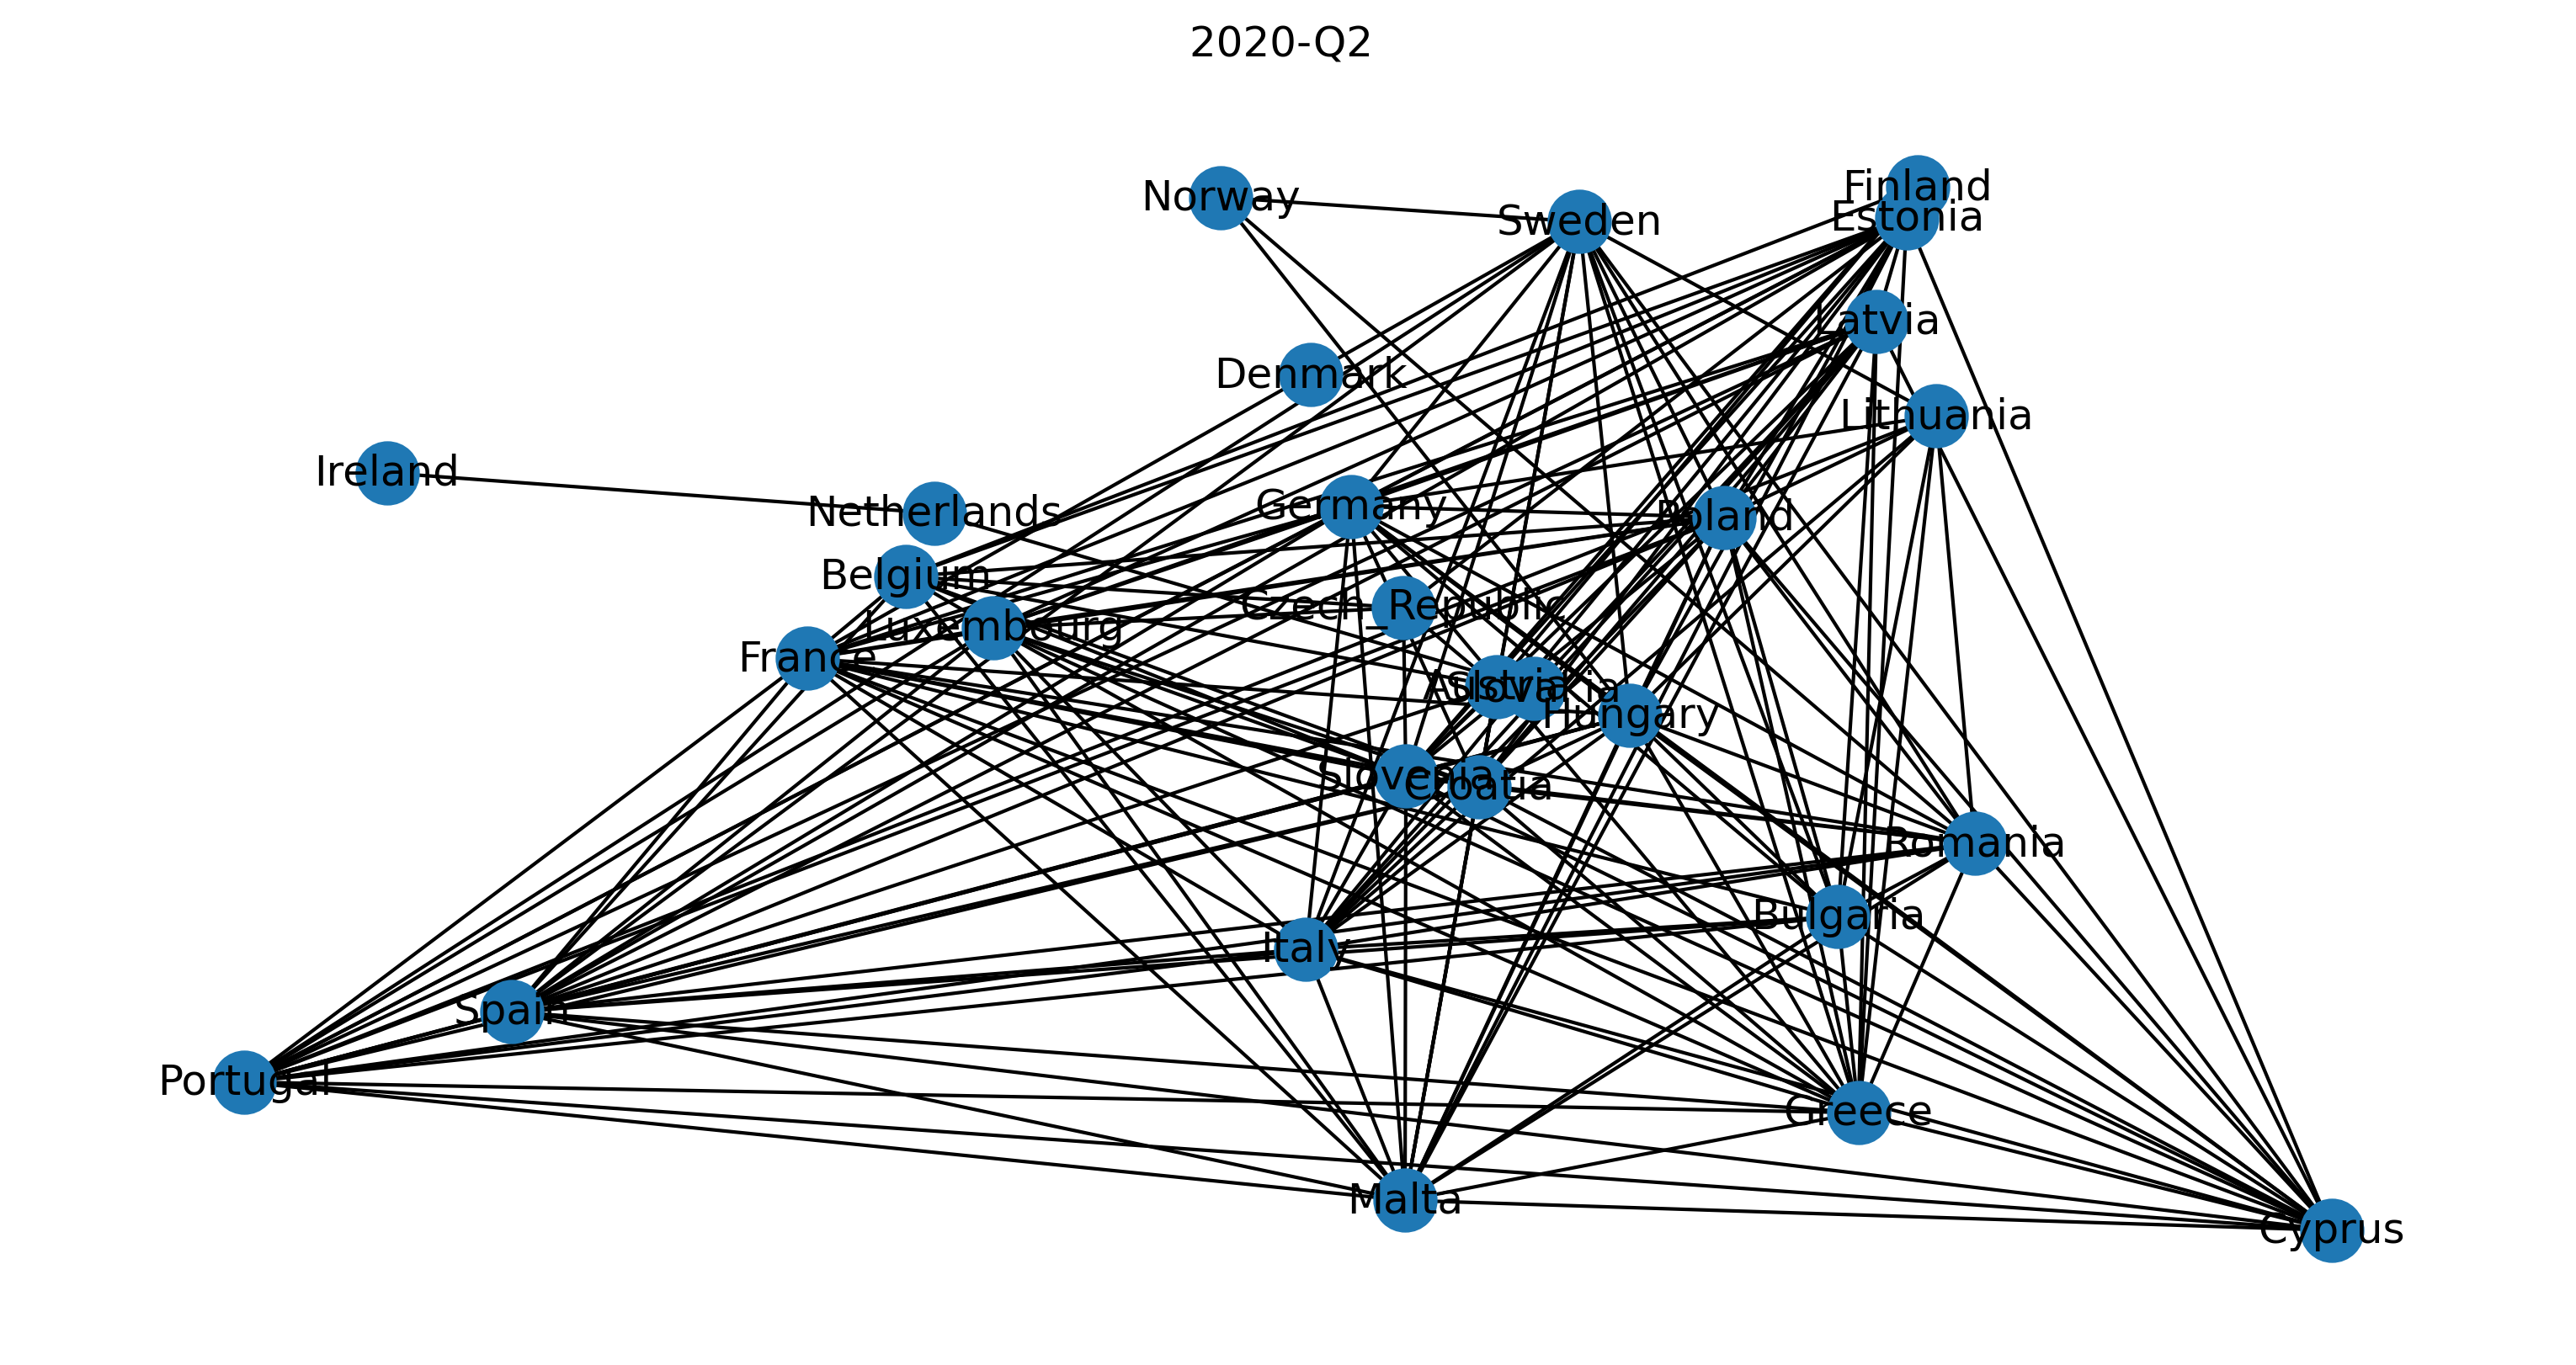 2020-Q2
Finland
Norway
Sweden
Estonia
Latvia
Denmark
Lithuania
Ireland
Germany
Netherlands
Poland
Belgium
Czech_Republic
Luxembourg
France
Austria
Hungary
Slovenia
Croatia
Romania
Bulgaria
Italy
Spain
Portugal
Greece
Malta
Cyprus